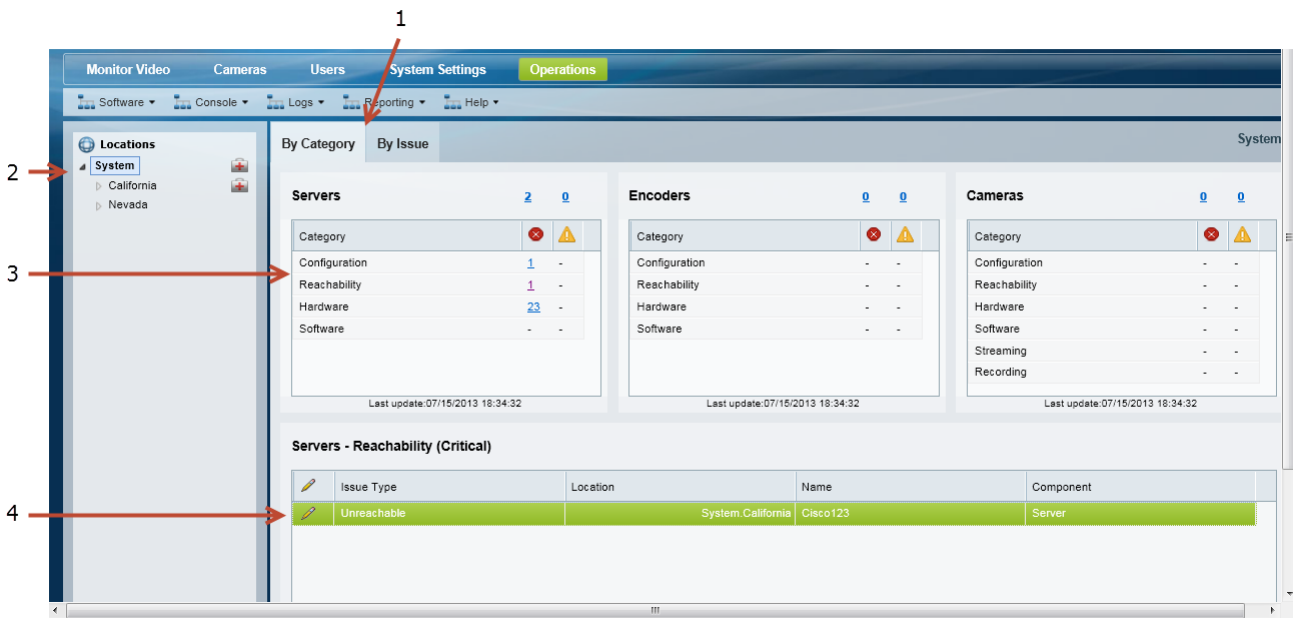 1
Monitor Video Cameras Users System Settings Operations
Software Console Logs Reporting Help
Locations
System
California
Nevada
2
3
4
By Category By Issue System
Servers 2 0
Category
Configuration 1 -
Reachability 1 -
Hardware 23 -
Software - -
Last update:07/15/2013 18:34:32
Encoders 0 0
Category
Configuration - -
Reachability - -
Hardware - -
Software - -
Last update:07/15/2013 18:34:32
Cameras 0 0
Category
Configuration - -
Reachability - -
Hardware - -
Software - -
Streaming - -
Recording - -
Last update:07/15/2013 18:34:32
Servers - Reachability (Critical)
Issue Type Location Name Component
Unreachable System.California Cisco123 Server